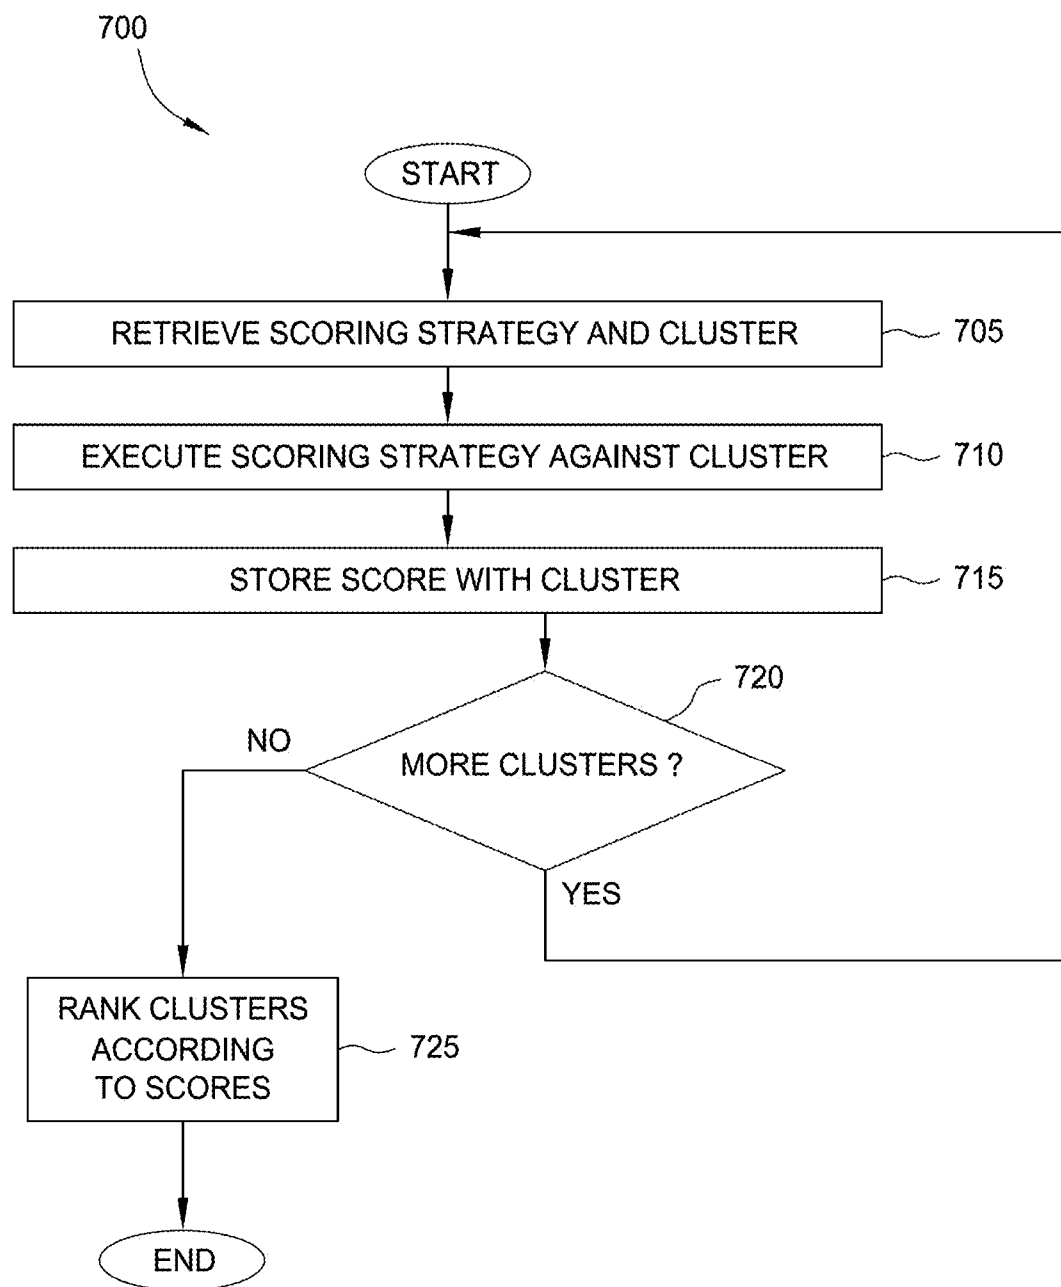 700
START
RETRIEVE SCORING STRATEGY AND CLUSTER
705
EXECUTE SCORING STRATEGY AGAINST CLUSTER
710
STORE SCORE WITH CLUSTER
715
720
MORE CLUSTERS ?
NO
YES
RANK CLUSTERS
ACCORDING
TO SCORES
725
END